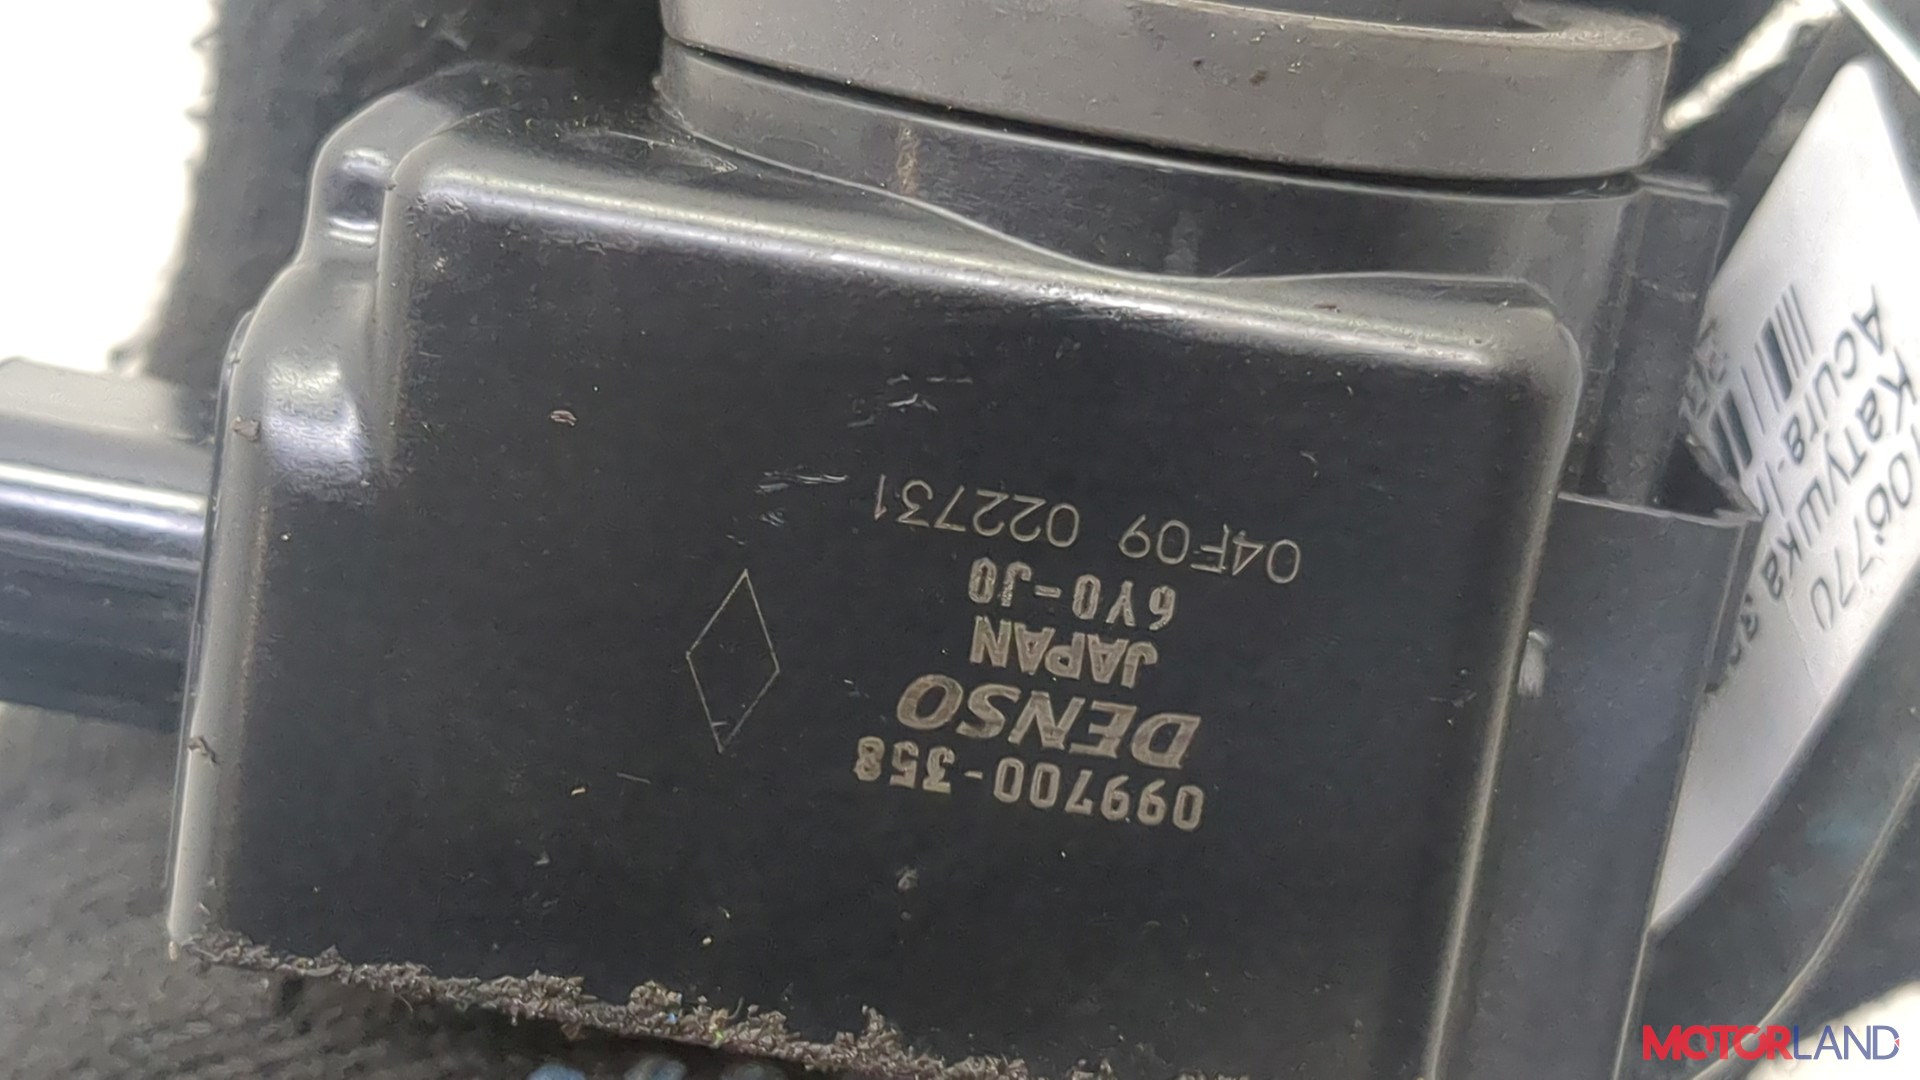 099700-358
DENSO
JAPAN
6Y0-J0
04F09 022731
Катушка
Acura
MOTORLAND